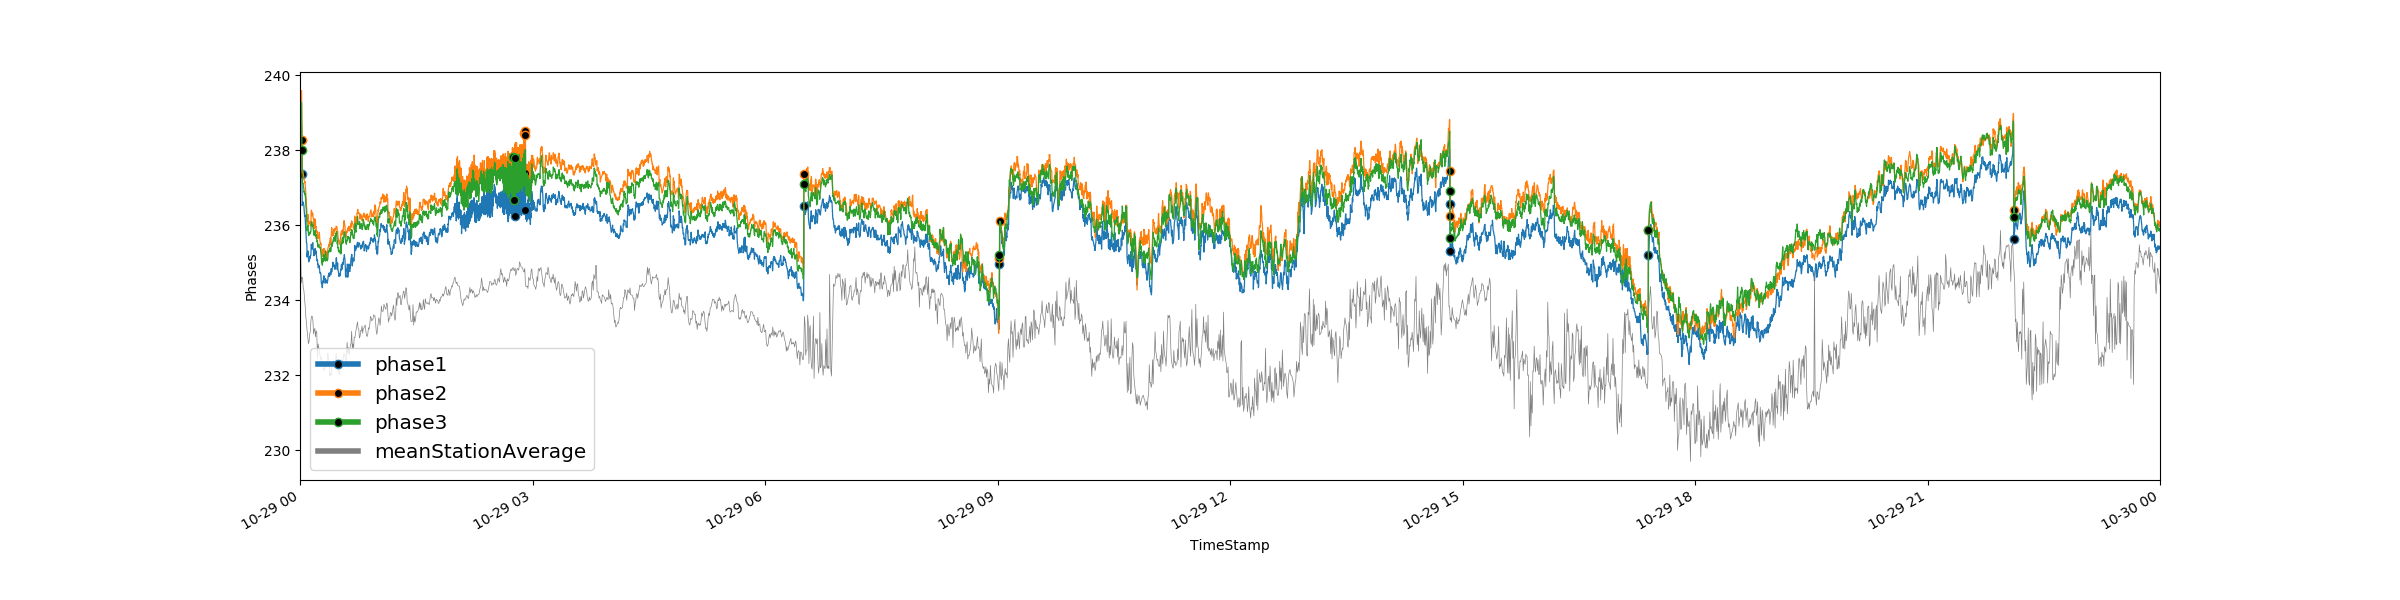 240
238
236
234
232
230
Phases
phase1
phase2
phase3
meanStationAverage
10-29 00
10-29 03
10-29 06
10-29 09
10-29 12
10-29 15
10-29 18
10-29 21
10-30 00
TimeStamp